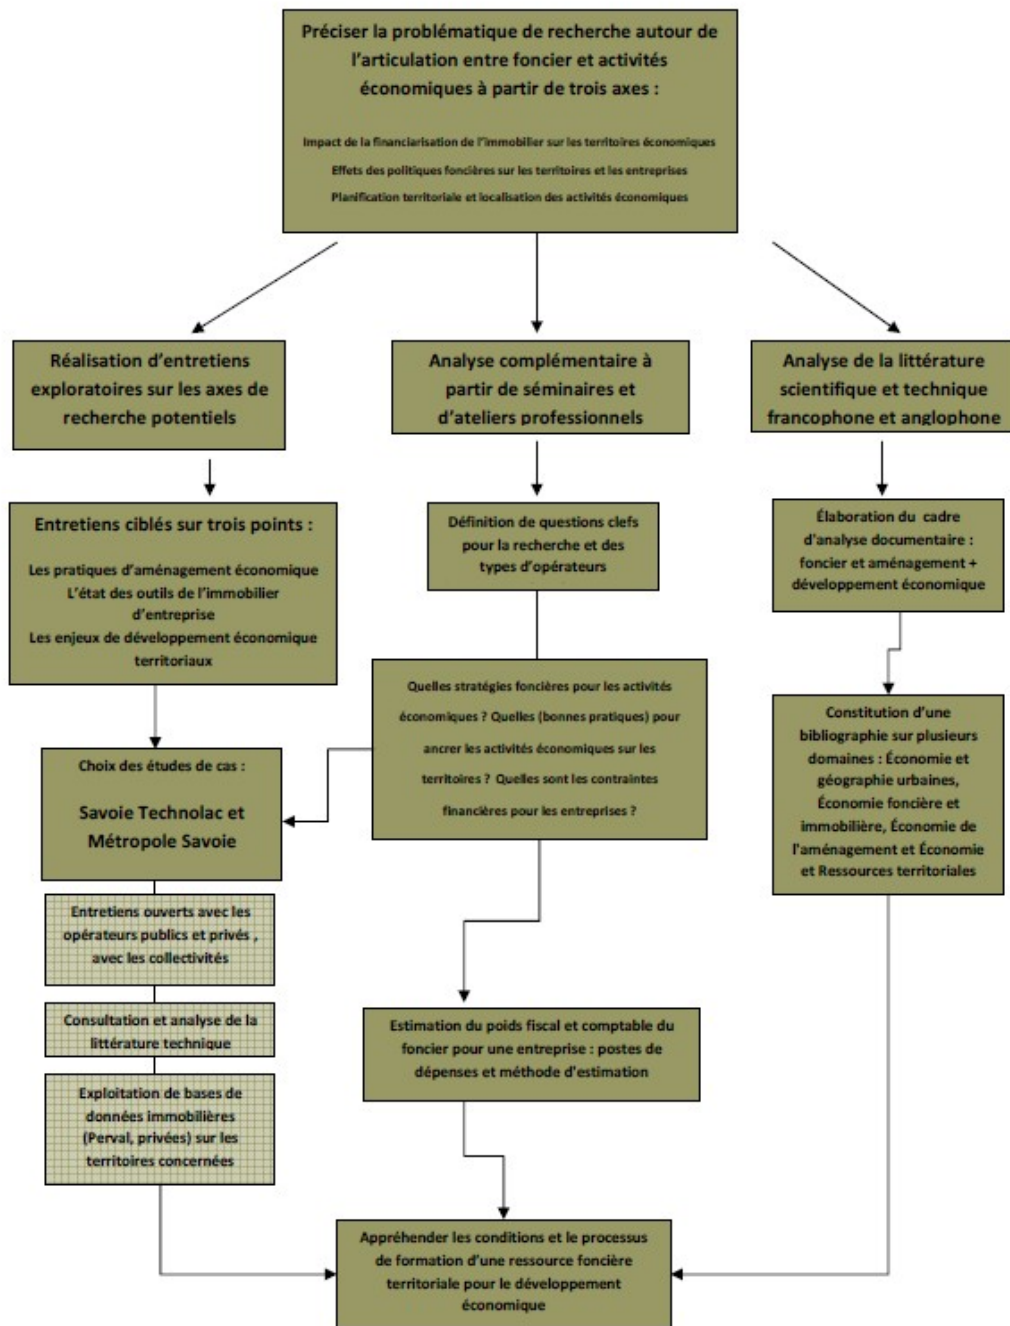 Préciser la problématique de recherche autour de
l'articulation entre foncier et activités
économiques à partir de trois axes :
Impact de la financiarisation de l'immobilier sur les territoires économiques
Effets des politiques foncières sur les territoires et les entreprises
Planification territoriale et localisation des activités économiques
Réalisation d'entretiens
exploratoires sur les axes de
recherche potentiels
Analyse complémentaire à
partir de séminaires et
d'ateliers professionnels
Analyse de la littérature
scientifique et technique
francophone et anglophone
Entretiens ciblés sur trois points :
Les pratiques d'aménagement économique
L'état des outils de l'immobilier
d'entreprise
Les enjeux de développement économique
territoriaux
Définition de questions clefs
pour la recherche et des
types d'opérateurs
Élaboration du cadre
d'analyse documentaire :
foncier et aménagement +
développement économique
Quelles stratégies foncières pour les activités
économiques ? Quelles (bonnes pratiques) pour
ancrer les activités économiques sur les
territoires ? Quelles sont les contraintes
financières pour les entreprises ?
Constitution d'une
bibliographie sur plusieurs
domaines : Économie et
géographie urbaines,
Économie foncière et
immobilière, Économie de
l'aménagement et Économie
et Ressources territoriales
Choix des études de cas :
Savoie Technolac et
Métropole Savoie
Entretiens ouverts avec les
opérateurs publics et privés ,
avec les collectivités
Consultation et analyse de la
littérature technique
Exploitation de bases de
données immobilières
(Perval, privées) sur les
territoires concernées
Estimation du poids fiscal et comptable du
foncier pour une entreprise : postes de
dépenses et méthode d'estimation
Appréhender les conditions et le processus
de formation d'une ressource foncière
territoriale pour le développement
économique